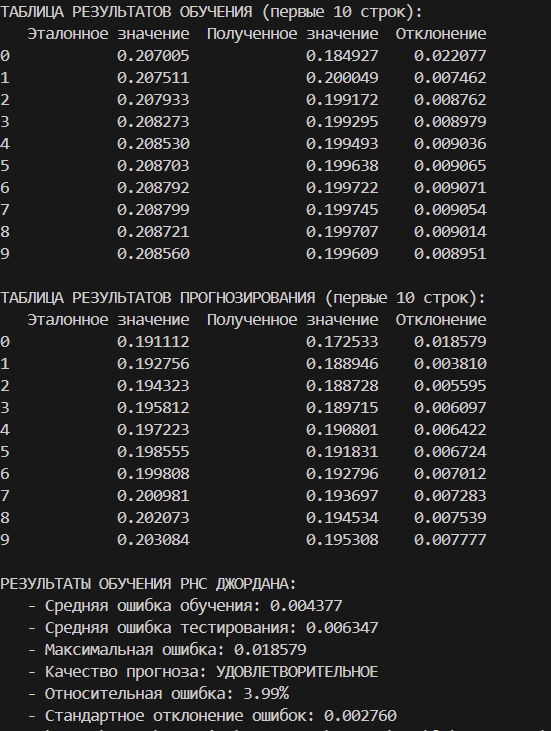 ТАБЛИЦА РЕЗУЛЬТАТОВ ОБУЧЕНИЯ (первые 10 строк):
Эталонное значение Полученное значение Отклонение
0 0.207005 0.184927 0.022077
1 0.207511 0.200049 0.007462
2 0.207933 0.199172 0.008762
3 0.208273 0.199295 0.008979
4 0.208530 0.199493 0.009036
5 0.208703 0.199638 0.009065
6 0.208792 0.199722 0.009071
7 0.208799 0.199745 0.009054
8 0.208721 0.199707 0.009014
9 0.208560 0.199609 0.008951
ТАБЛИЦА РЕЗУЛЬТАТОВ ПРОГНОЗИРОВАНИЯ (первые 10 строк):
Эталонное значение Полученное значение Отклонение
0 0.191112 0.172533 0.018579
1 0.192756 0.188946 0.003810
2 0.194323 0.188728 0.005595
3 0.195812 0.189715 0.006097
4 0.197223 0.190801 0.006422
5 0.198555 0.191831 0.006724
6 0.199808 0.192796 0.007012
7 0.200981 0.193697 0.007283
8 0.202073 0.194534 0.007539
9 0.203084 0.195308 0.007777
РЕЗУЛЬТАТЫ ОБУЧЕНИЯ РНС ДЖОРДАНА:
- Средняя ошибка обучения: 0.004377
- Средняя ошибка тестирования: 0.006347
- Максимальная ошибка: 0.018579
- Качество прогноза: УДОВЛЕТВОРИТЕЛЬНОЕ
- Относительная ошибка: 3.99%
- Стандартное отклонение ошибок: 0.002760